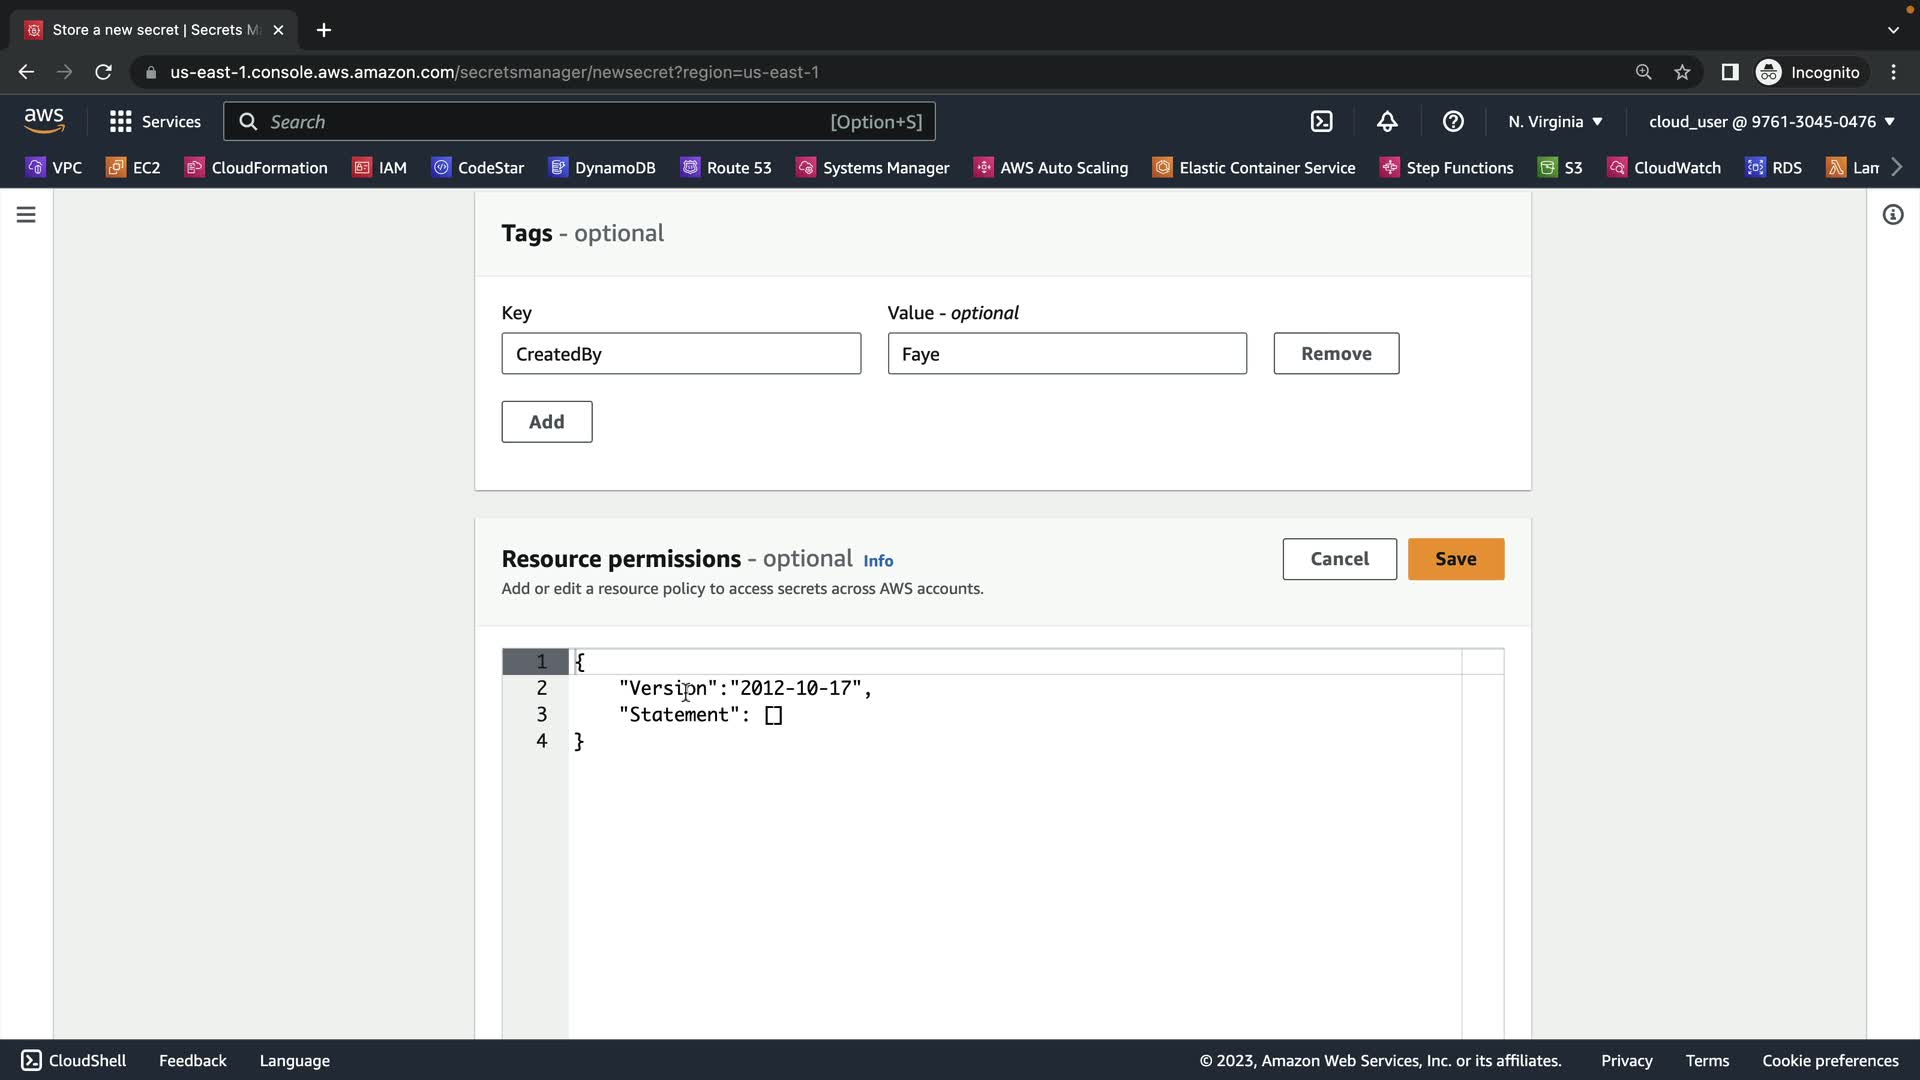 Store a new secret | Secrets M
us-east-1.console.aws.amazon.com/secretsmanager/newsecret?region=us-east-1
Incognito
aws
Services
Search
[Option+S]
N. Virginia
cloud_user @ 9761-3045-0476
VPC
EC2
CloudFormation
IAM
CodeStar
DynamoDB
Route 53
Systems Manager
AWS Auto Scaling
Elastic Container Service
Step Functions
S3
CloudWatch
RDS
Lam
Tags - optional
Key
Value - optional
CreatedBy
Faye
Remove
Add
Resource permissions - optional Info
Cancel
Save
Add or edit a resource policy to access secrets across AWS accounts.
1 {
2 "Version":"2012-10-17",
3 "Statement": []
4 }
CloudShell
Feedback
Language
© 2023, Amazon Web Services, Inc. or its affiliates.
Privacy
Terms
Cookie preferences